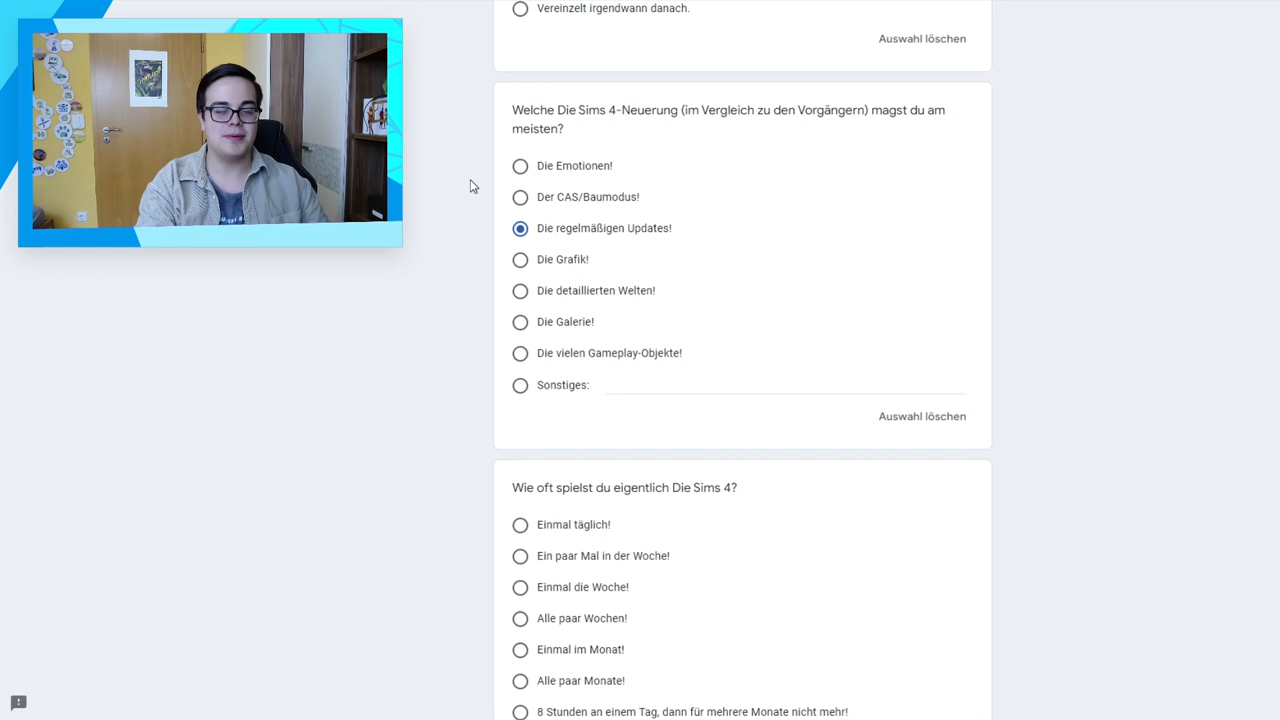 Vereinzelt irgendwann danach.
Auswahl löschen
Welche Die Sims 4-Neuerung (im Vergleich zu den Vorgängern) magst du am
meisten?
Die Emotionen!
Der CAS/Baumodus!
Die regelmäßigen Updates!
Die Grafik!
Die detaillierten Welten!
Die Galerie!
Die vielen Gameplay-Objekte!
Sonstiges:
Auswahl löschen
Wie oft spielst du eigentlich Die Sims 4?
Einmal täglich!
Ein paar Mal in der Woche!
Einmal die Woche!
Alle paar Wochen!
Einmal im Monat!
Alle paar Monate!
8 Stunden an einem Tag, dann für mehrere Monate nicht mehr!